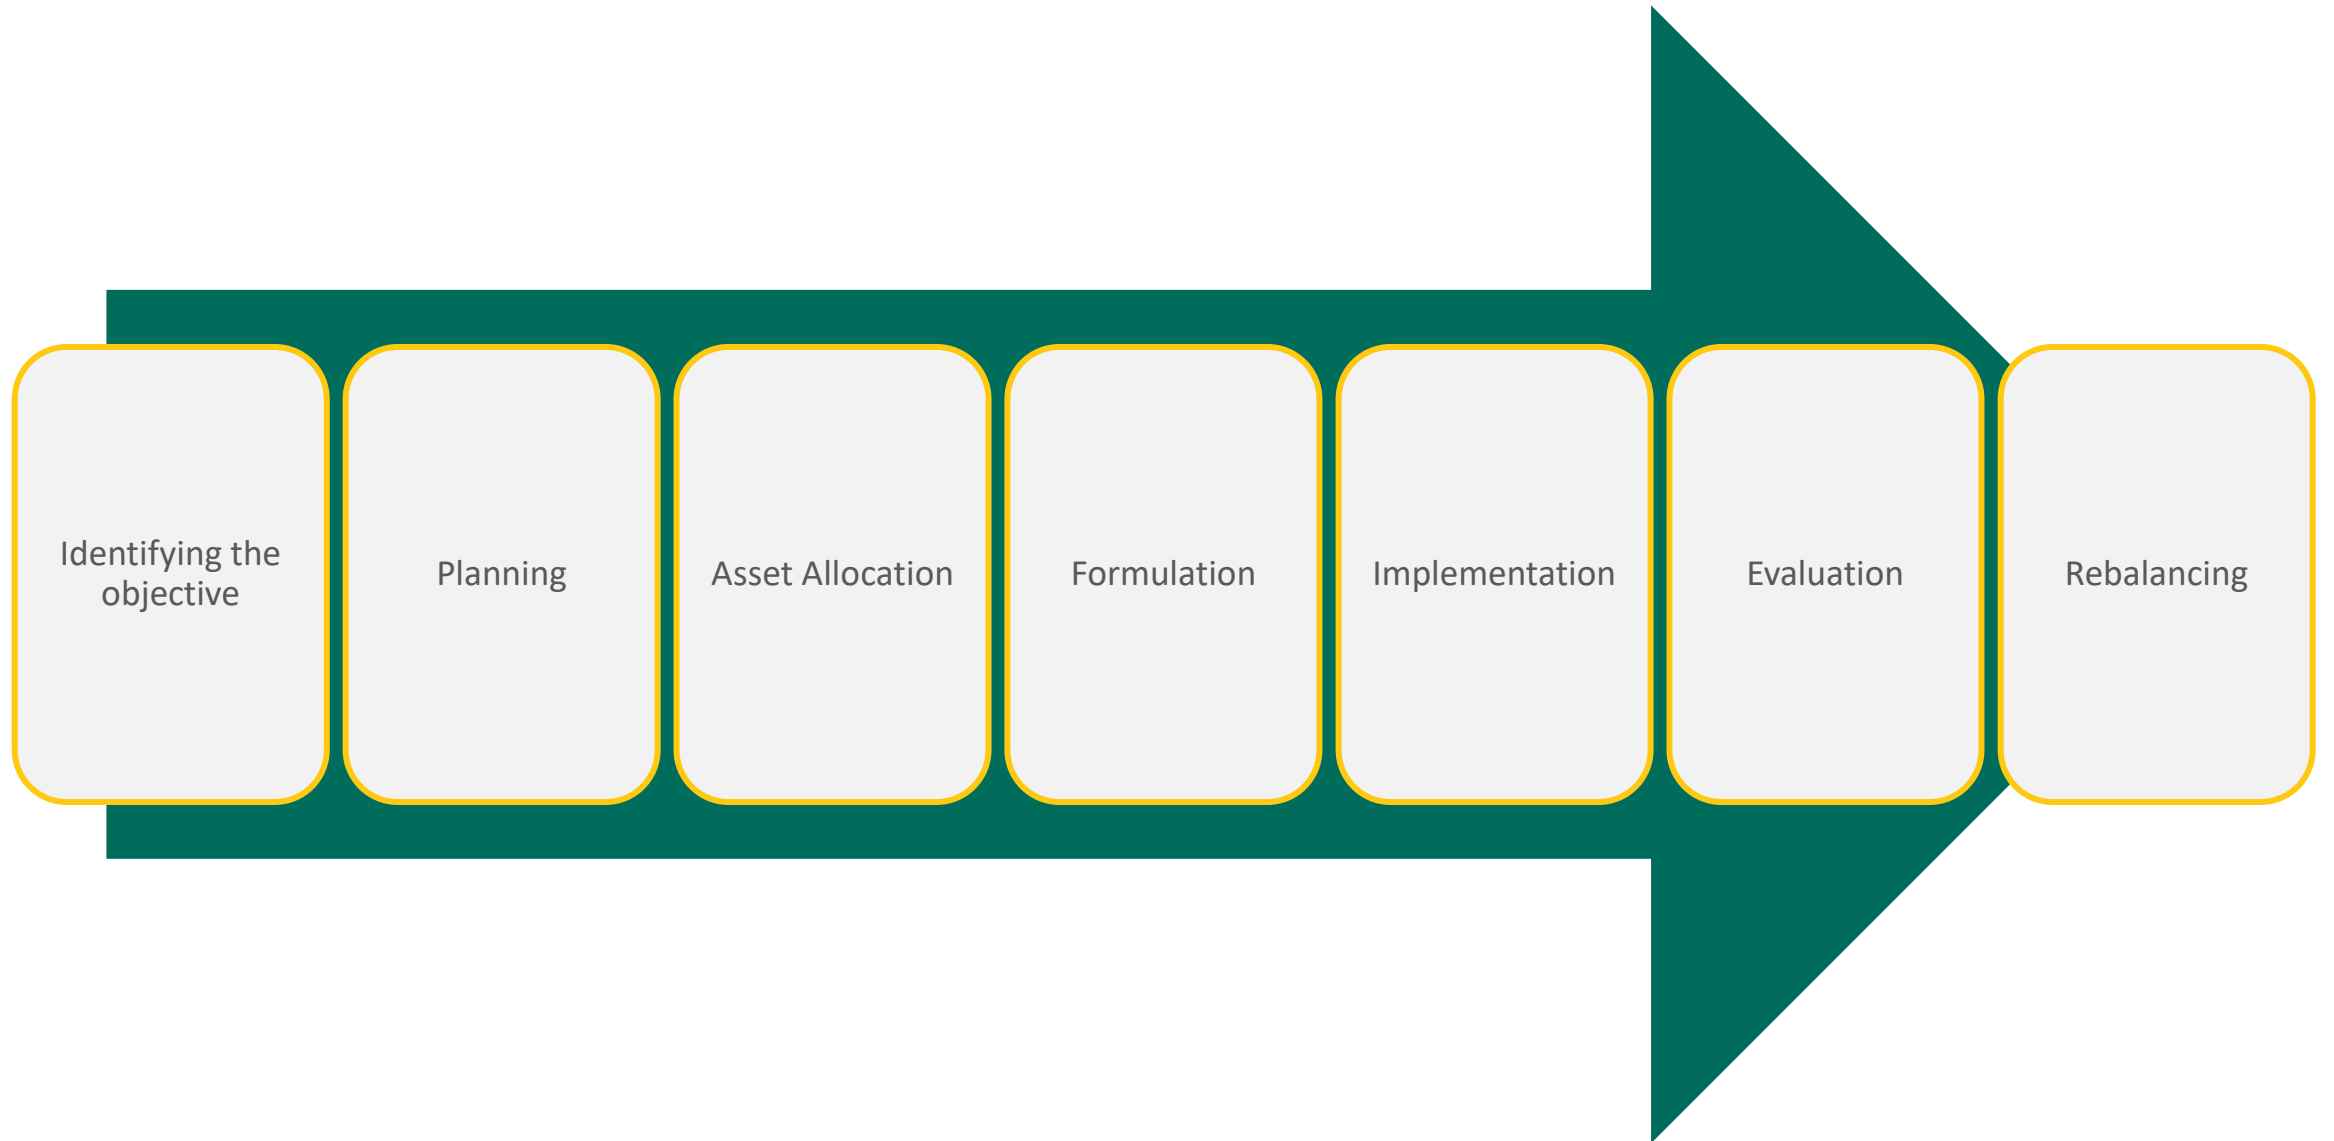 Identifying the
objective
Planning
Asset Allocation
Formulation
Implementation
Evaluation
Rebalancing